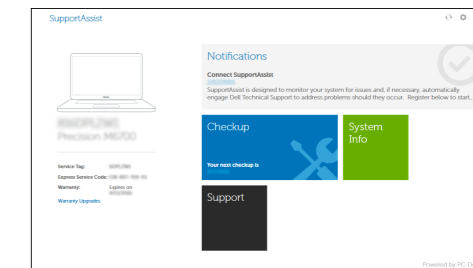 SupportAssist
Notifications
Connect SupportAssist
SupportAssist is designed to monitor your system for issues and, if necessary, automatically
engage Dell Technical Support to address problems should they occur. Register below to start..
Precision M6700
Checkup
System
Info
Your next checkup is
Service Tag:
Express Service Code:
Warranty: Expires on
Warranty Upgrades
Support
Powered by PC-D